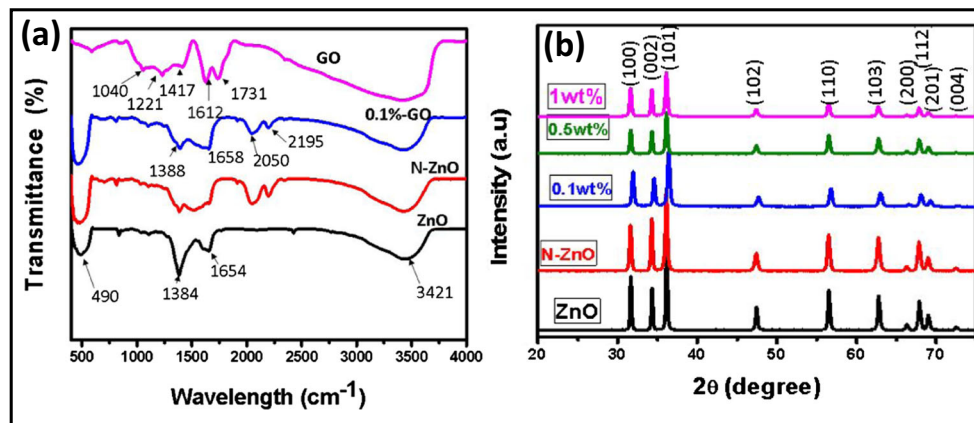 (a)
Transmittance (%)
GO
1040
1221
1417
1612
1731
0.1%-GO
1388
1658
2050
2195
N-ZnO
ZnO
490
1384
1654
3421
500 1000 1500 2000 2500 3000 3500 4000
Wavelength (cm-1)
(b)
Intensity (a.u)
(100)
(002)
(101)
(102)
(110)
(103)
(200)
(112)
(201)
(004)
1wt%
0.5wt%
0.1wt%
N-ZnO
ZnO
20 30 40 50 60 70
2θ (degree)